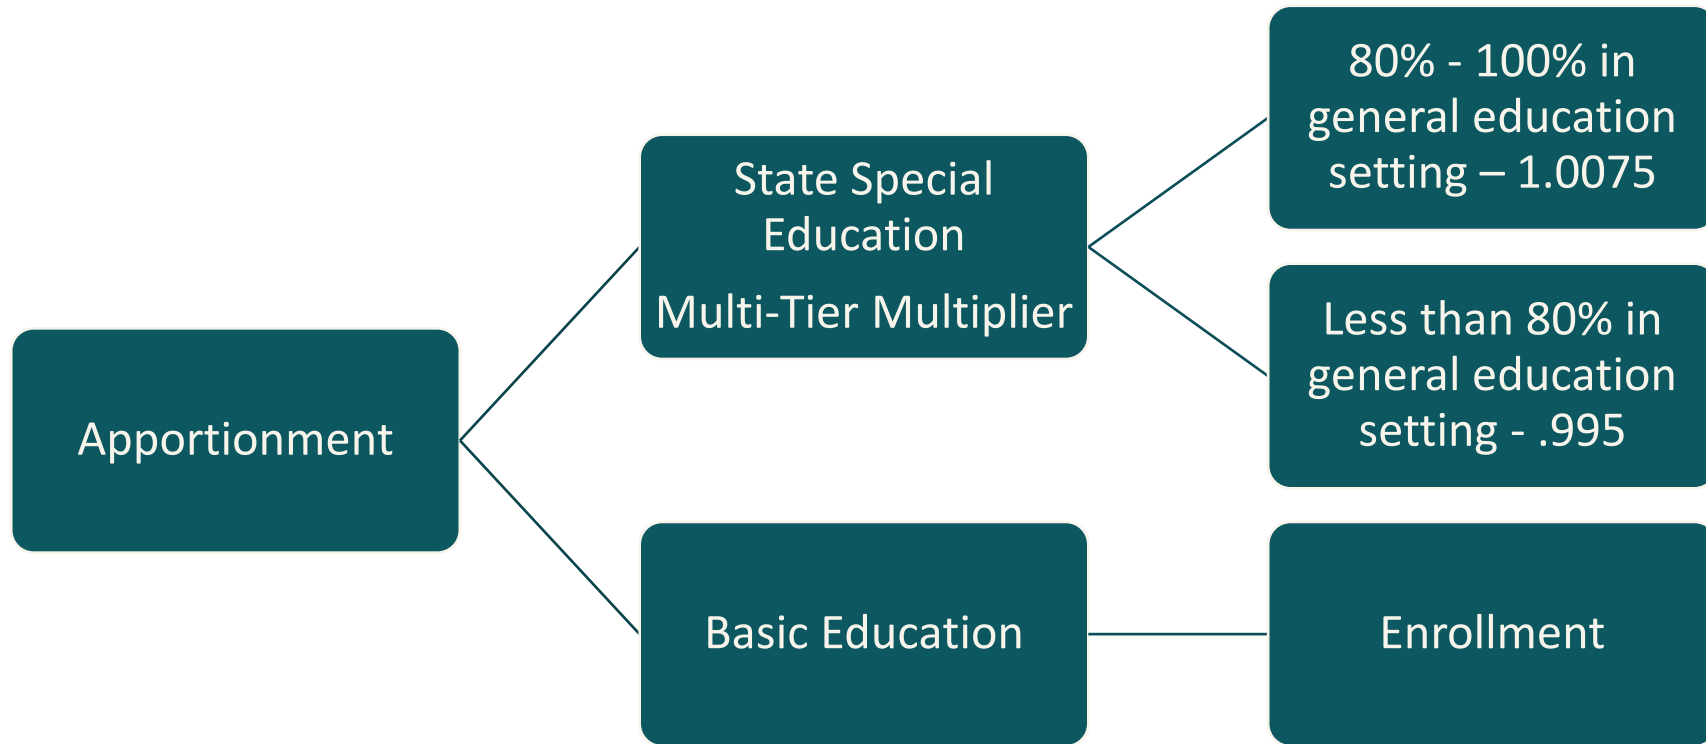 Apportionment
State Special
Education
Multi-Tier Multiplier
80% - 100% in
general education
setting – 1.0075
Less than 80% in
general education
setting - .995
Basic Education
Enrollment